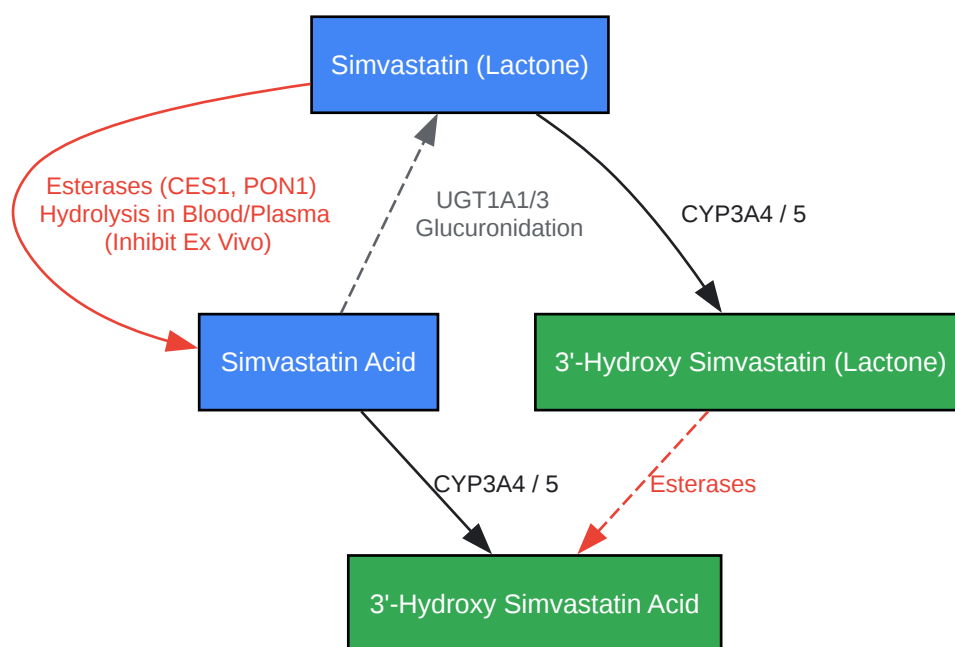 Simvastatin (Lactone)
Esterases (CES1, PON1)
Hydrolysis in Blood/Plasma
(Inhibit Ex Vivo)
UGT1A1/3
Glucuronidation
CYP3A4 / 5
Simvastatin Acid
3'-Hydroxy Simvastatin (Lactone)
CYP3A4 / 5
Esterases
3'-Hydroxy Simvastatin Acid